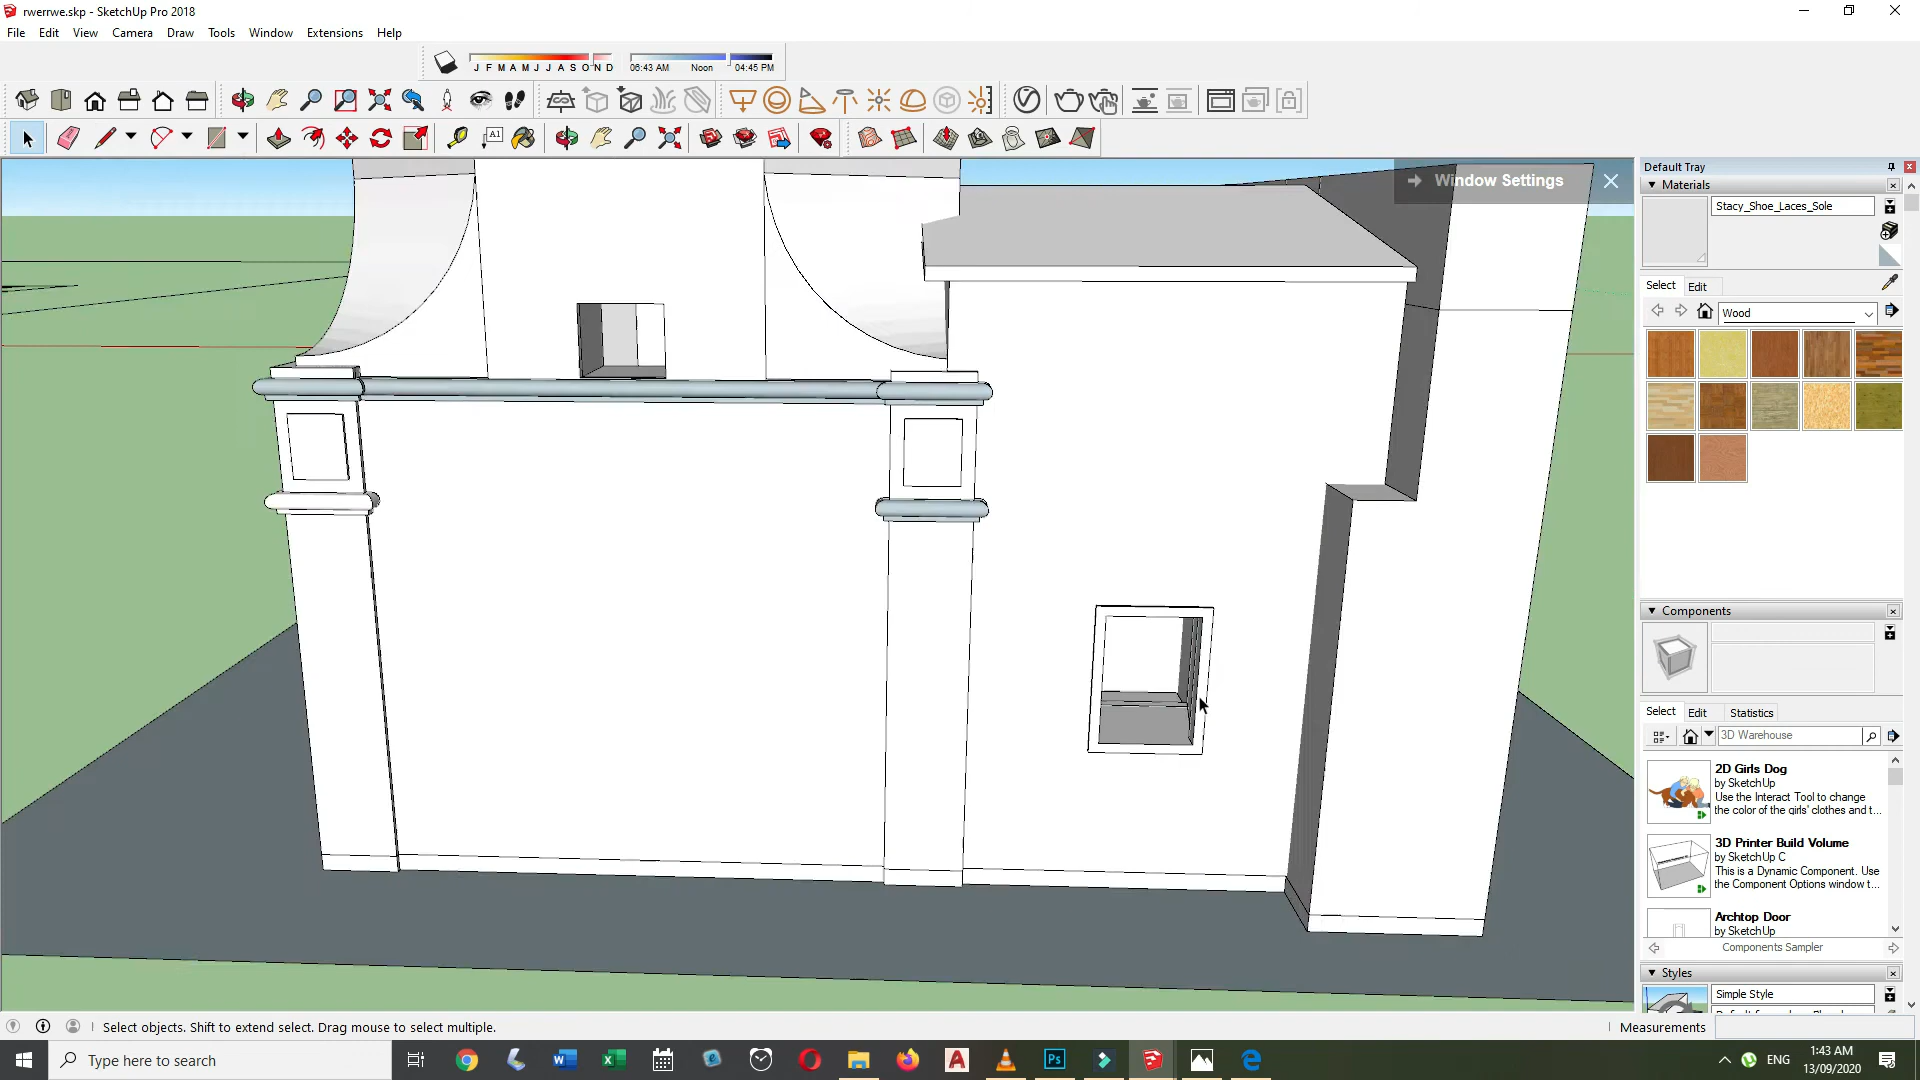 rwerrwe.skp - SketchUp Pro 2018
File Edit View Camera Draw Tools Window Extensions Help
J F M A M J J A S O N D
06:43 AM Noon 04:45 PM
A1
Window Settings
Default Tray
Materials
Stacy_Shoe_Laces_Sole
Select Edit
Wood
Components
Select Edit Statistics
3D Warehouse
2D Girls Dog
by SketchUp
Use the Interact Tool to change
the color of the girls' clothes and t...
3D Printer Build Volume
by SketchUp C
This is a Dynamic Component. Use
the Component Options window t...
Archtop Door
by SketchUp
Components Sampler
Styles
Simple Style
Select objects. Shift to extend select. Drag mouse to select multiple.
Measurements
Type here to search
Ps
ENG
1:43 AM
13/09/2020